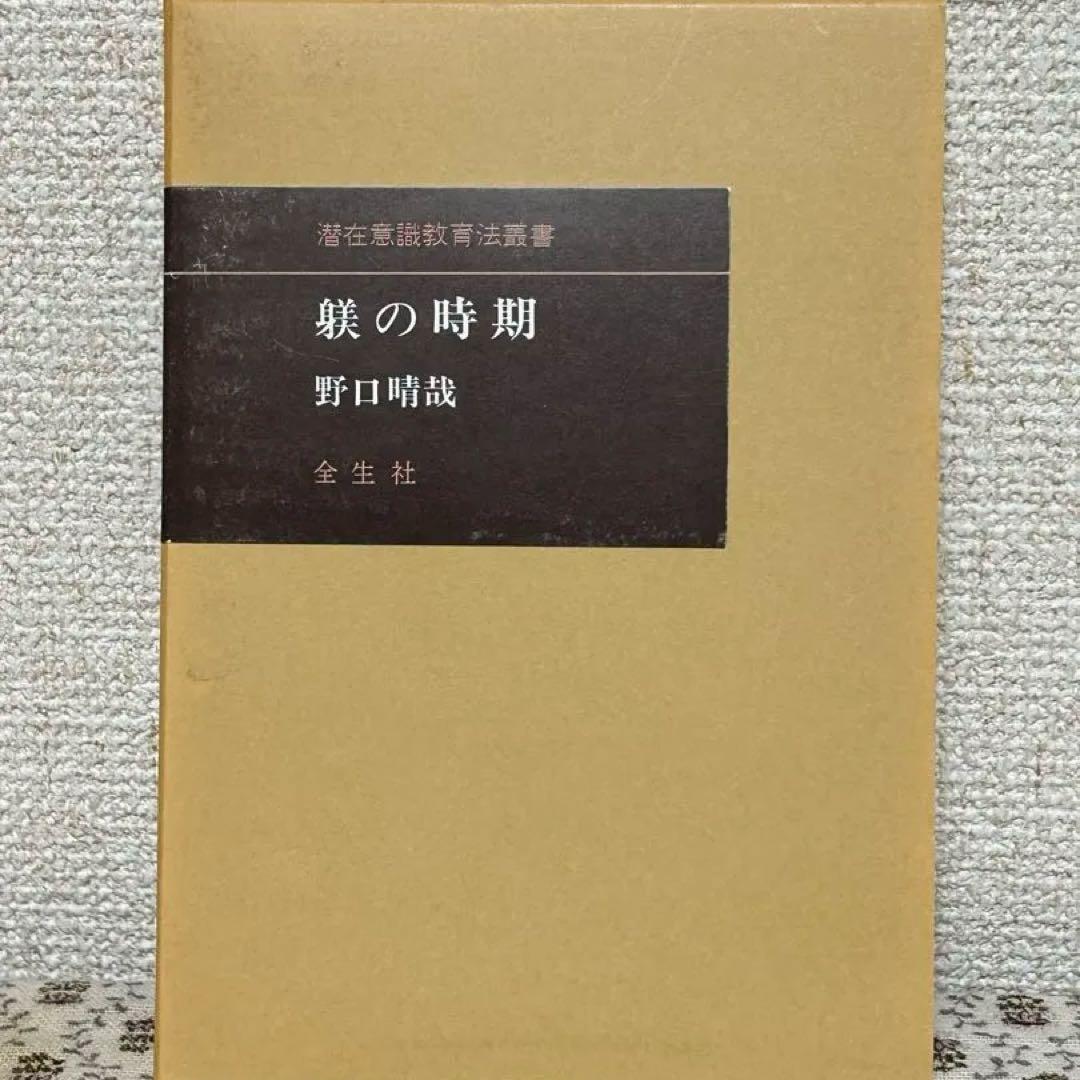 潜在意識教育法叢書
躾の時期
野口晴哉
全生社